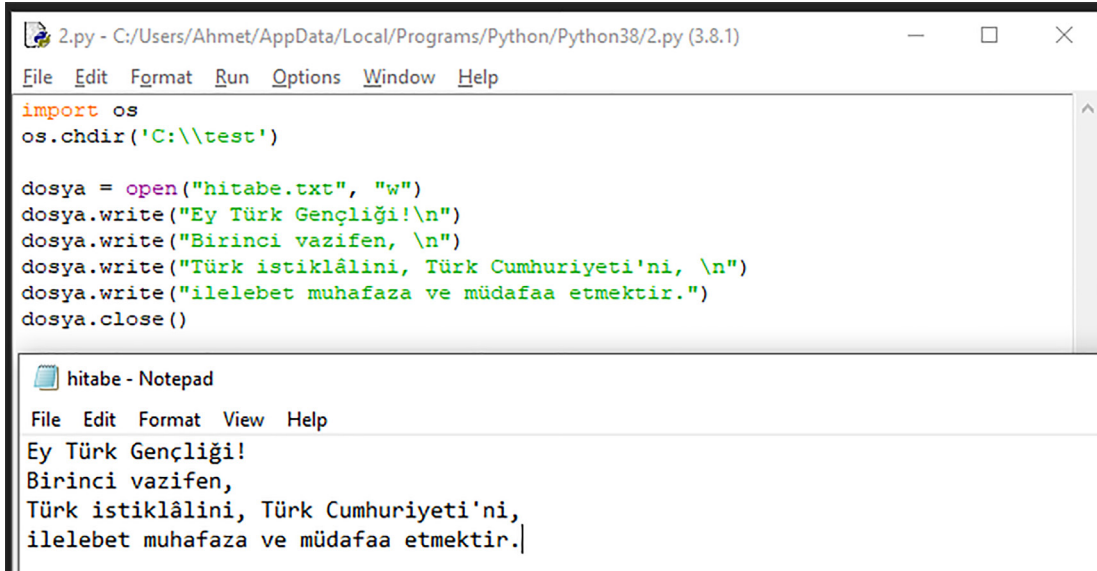 2.py - C:/Users/Ahmet/AppData/Local/Programs/Python/Python38/2.py (3.8.1)
File Edit Format Run Options Window Help
import os
os.chdir('C:\\test')
dosya = open("hitabe.txt", "w")
dosya.write("Ey Türk Gençliği!\n")
dosya.write("Birinci vazifen, \n")
dosya.write("Türk istiklâlini, Türk Cumhuriyeti'ni, \n")
dosya.write("ilelebet muhafaza ve müdafaa etmektir.")
dosya.close()
hitabe - Notepad
File Edit Format View Help
Ey Türk Gençliği!
Birinci vazifen,
Türk istiklâlini, Türk Cumhuriyeti'ni,
ilelebet muhafaza ve müdafaa etmektir.